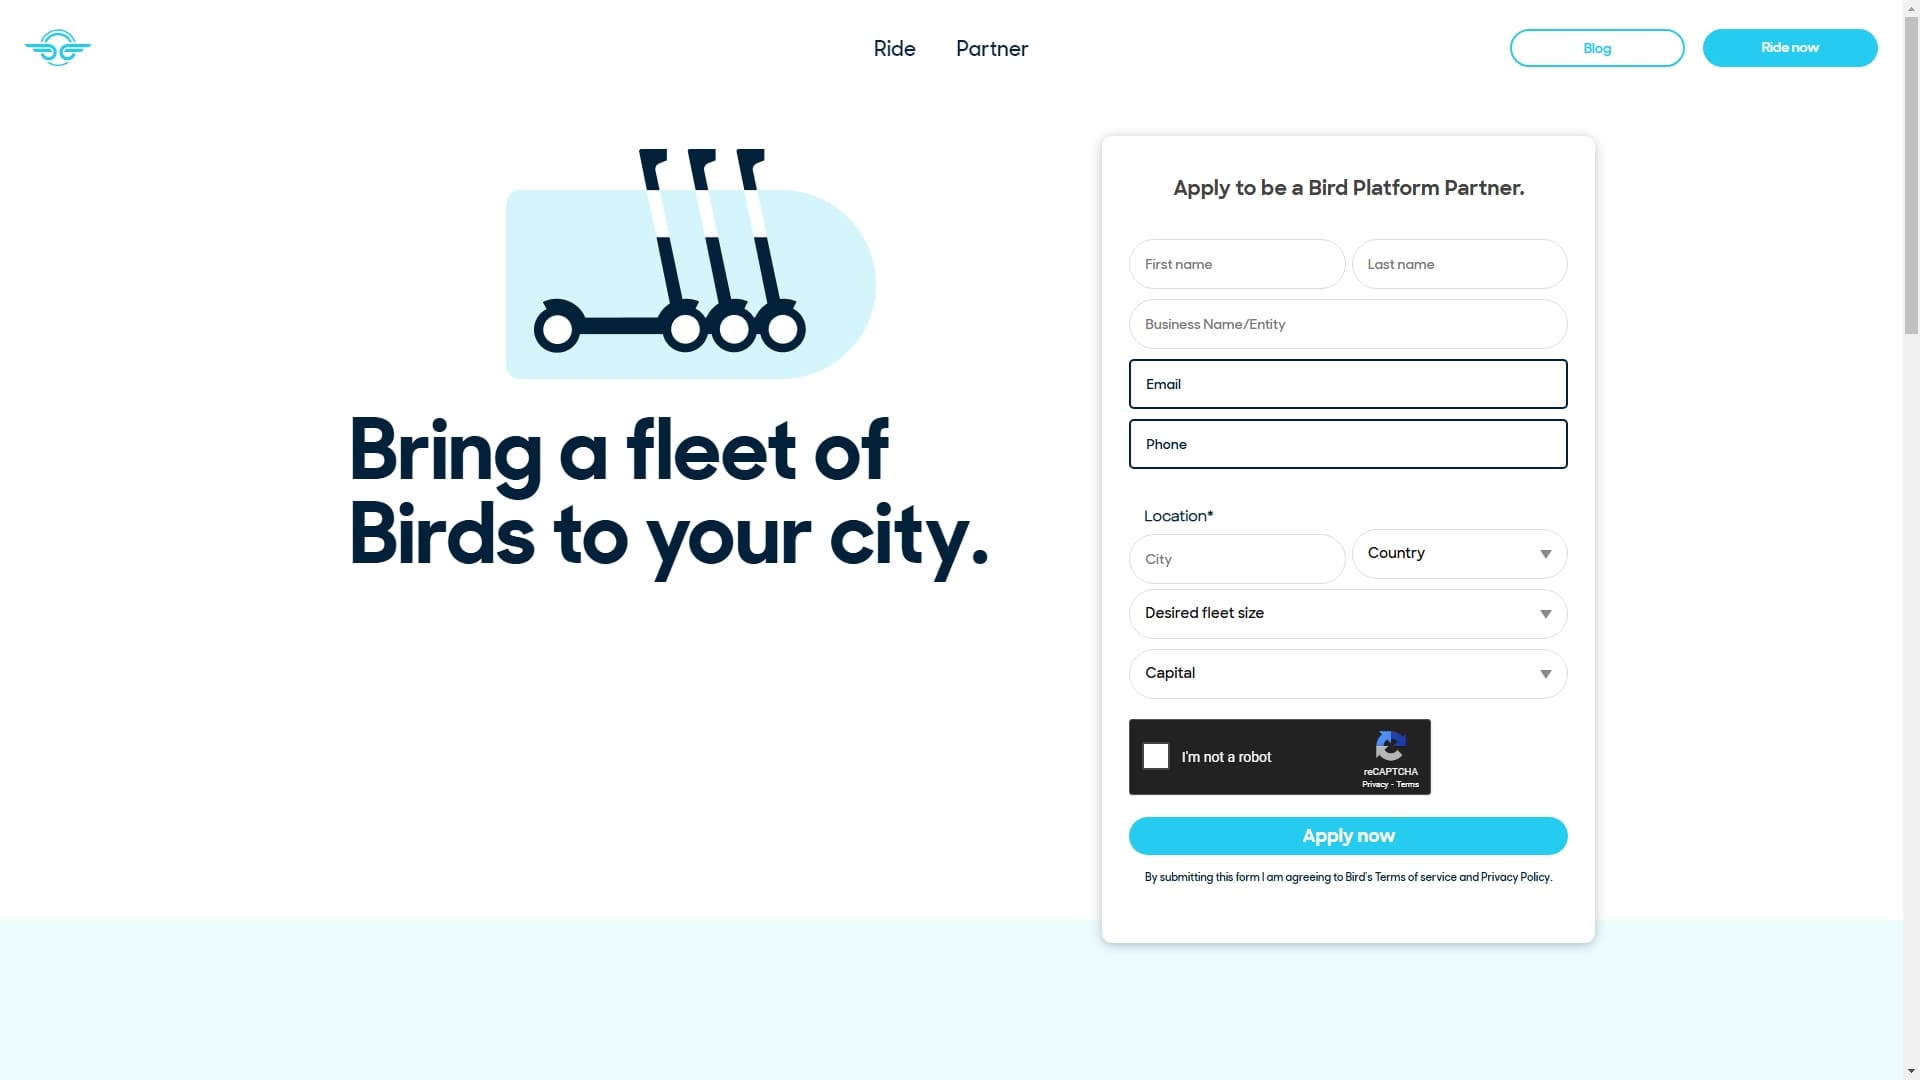 Ride Partner Blog Ride now
Bring a fleet of
Birds to your city.
Apply to be a Bird Platform Partner.
First name Last name
Business Name/Entity
Email
Phone
Location*
City Country
Desired fleet size
Capital
I'm not a robot
reCAPTCHA
Privacy - Terms
Apply now
By submitting this form I am agreeing to Bird's Terms of service and Privacy Policy.